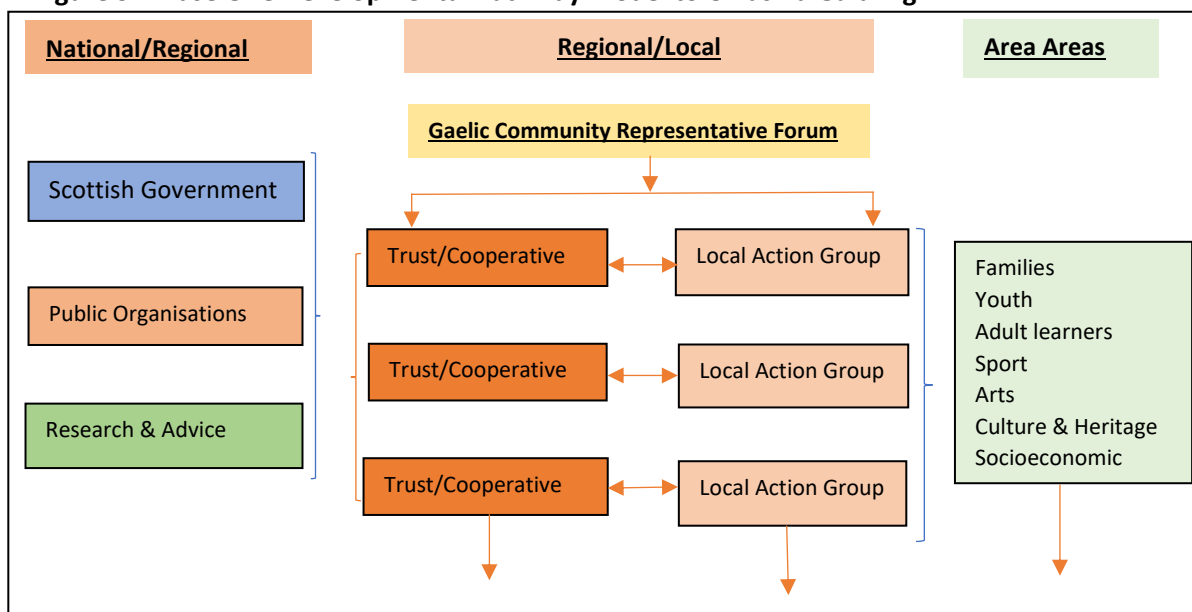 National/Regional
Regional/Local
Area Areas
Gaelic Community Representative Forum
Scottish Government
Public Organisations
Research & Advice
Trust/Cooperative
Local Action Group
Trust/Cooperative
Local Action Group
Trust/Cooperative
Local Action Group
Families
Youth
Adult learners
Sport
Arts
Culture & Heritage
Socioeconomic